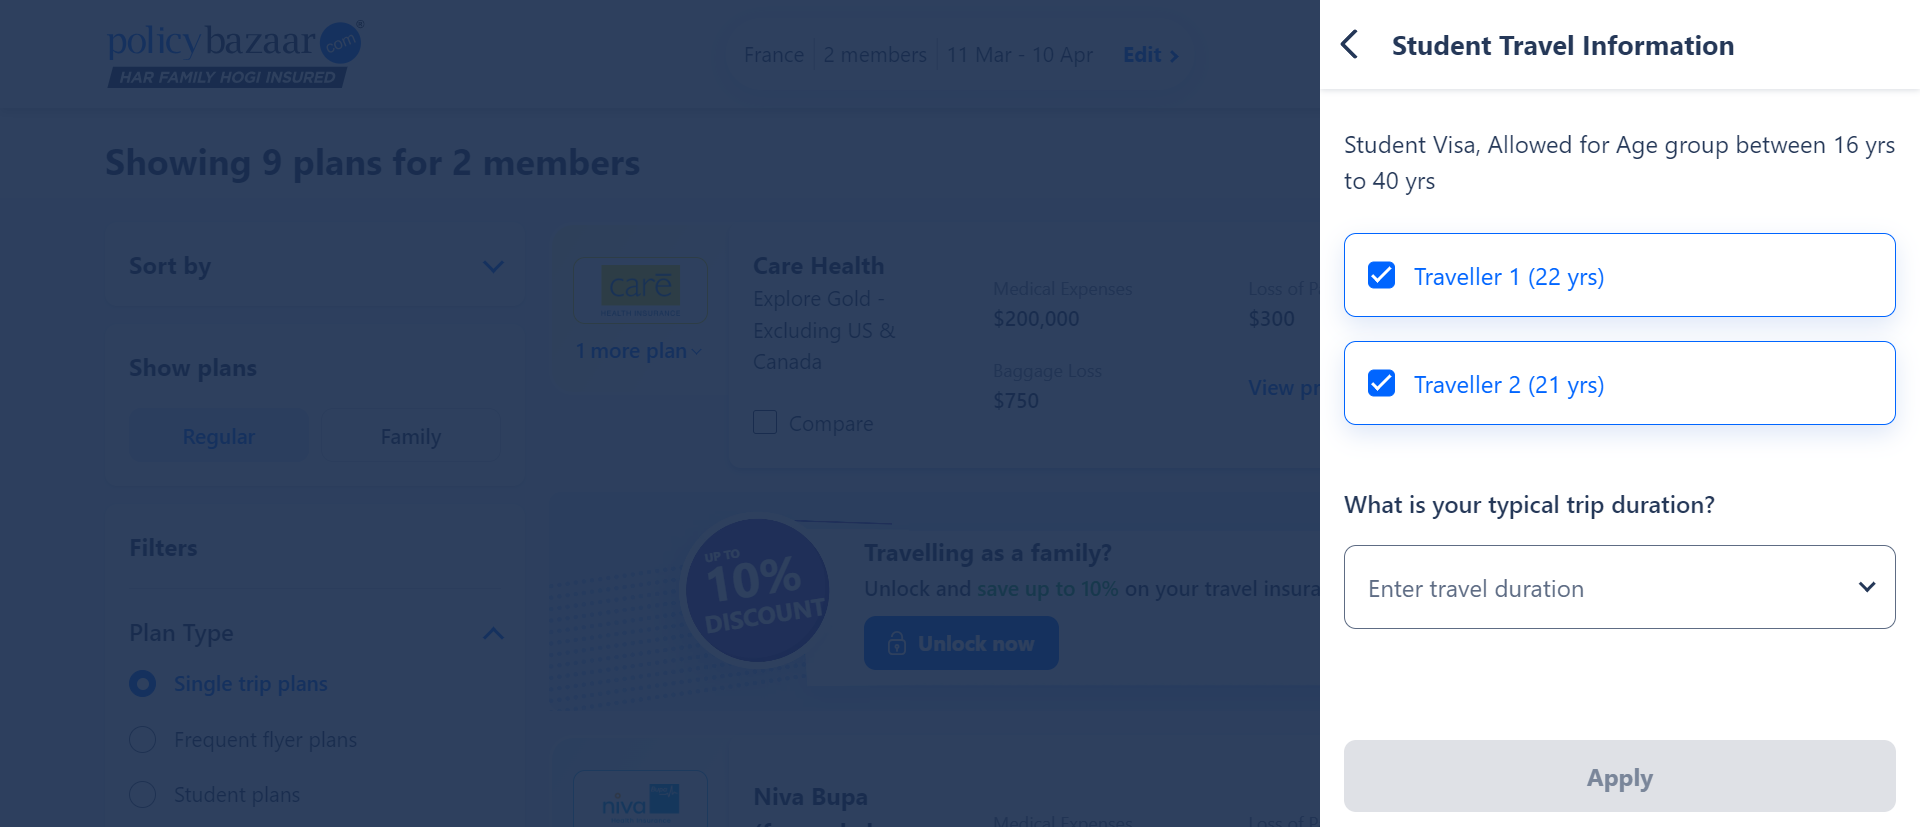 policybazaar.com
HAR FAMILY HOGI INSURED
France 2 members 11 Mar - 10 Apr Edit
Showing 9 plans for 2 members
Sort by
Show plans
Regular Family
Filters
Plan Type
Single trip plans
Frequent flyer plans
Student plans
care
HEALTH INSURANCE
1 more plan
Care Health
Explore Gold -
Excluding US &
Canada
Compare
Medical Expenses
$200,000
Loss of
$300
Baggage Loss
$750
View
UP TO
10%
DISCOUNT
Travelling as a family?
Unlock and save up to 10% on your travel
Unlock now
niva
Niva Bupa
Medical Expenses
Loss of
Student Travel Information
Student Visa, Allowed for Age group between 16 yrs
to 40 yrs
Traveller 1 (22 yrs)
Traveller 2 (21 yrs)
What is your typical trip duration?
Enter travel duration
Apply